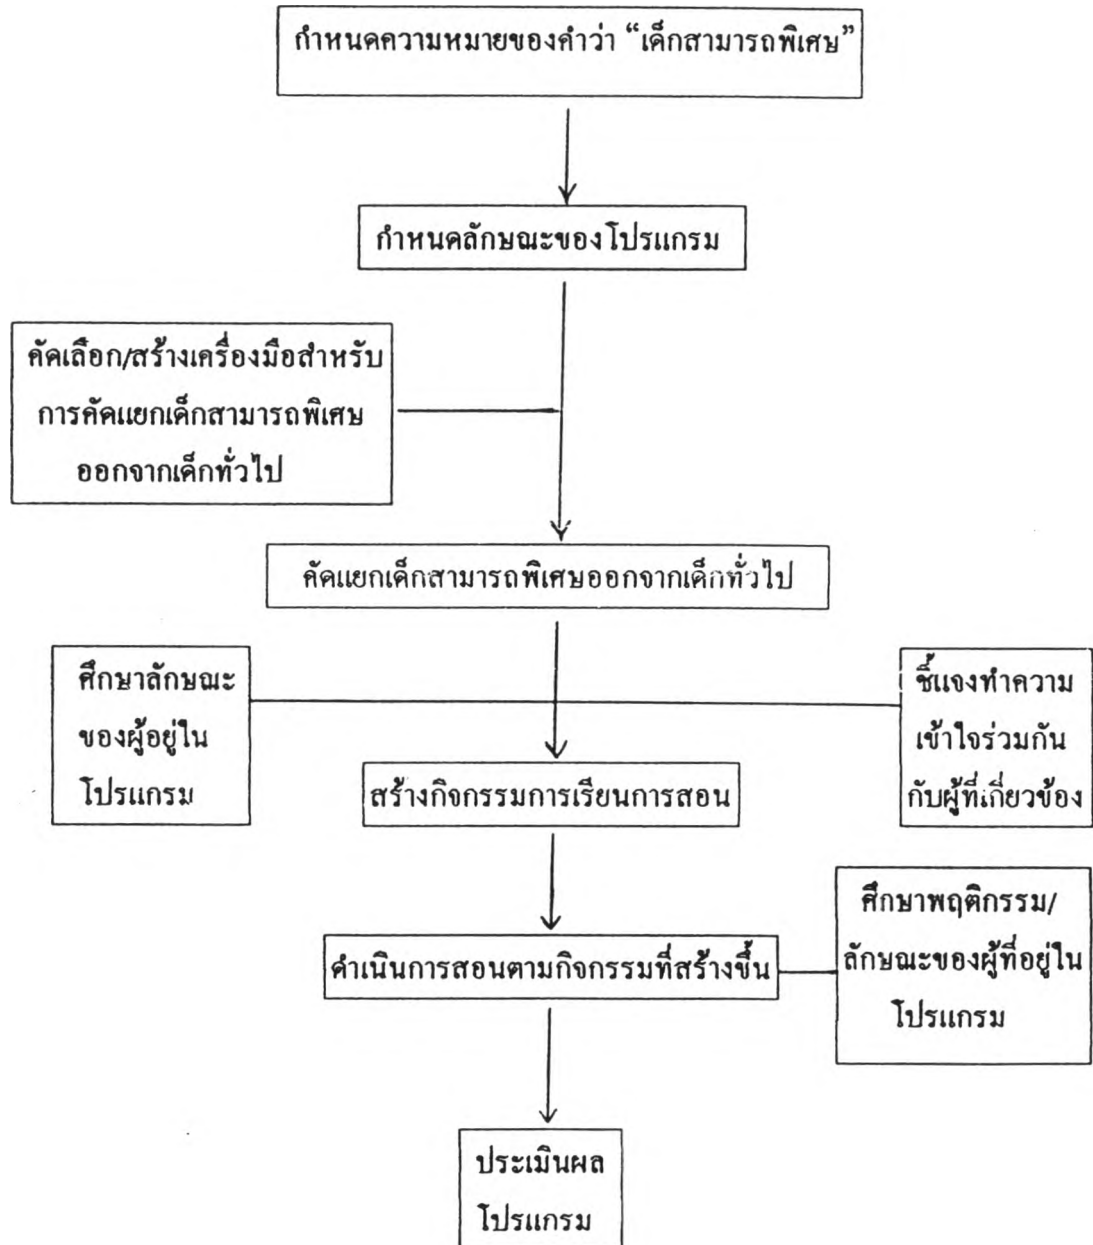 กำหนดความหมายของคำว่า “เด็กสามารถพิเศษ”
กำหนดลักษณะของโปรแกรม
คัดเลือก/สร้างเครื่องมือสำหรับ
การคัดแยกเด็กสามารถพิเศษ
ออกจากเด็กทั่วไป
คัดแยกเด็กสามารถพิเศษออกจากเด็กทั่วไป
ศึกษาลักษณะ
ของผู้อยู่ใน
โปรแกรม
ชี้แจงทำความ
เข้าใจร่วมกัน
กับผู้ที่เกี่ยวข้อง
สร้างกิจกรรมการเรียนการสอน
ดำเนินการสอนตามกิจกรรมที่สร้างขึ้น
ศึกษาพฤติกรรม/
ลักษณะของผู้ที่อยู่ใน
โปรแกรม
ประเมินผล
โปรแกรม